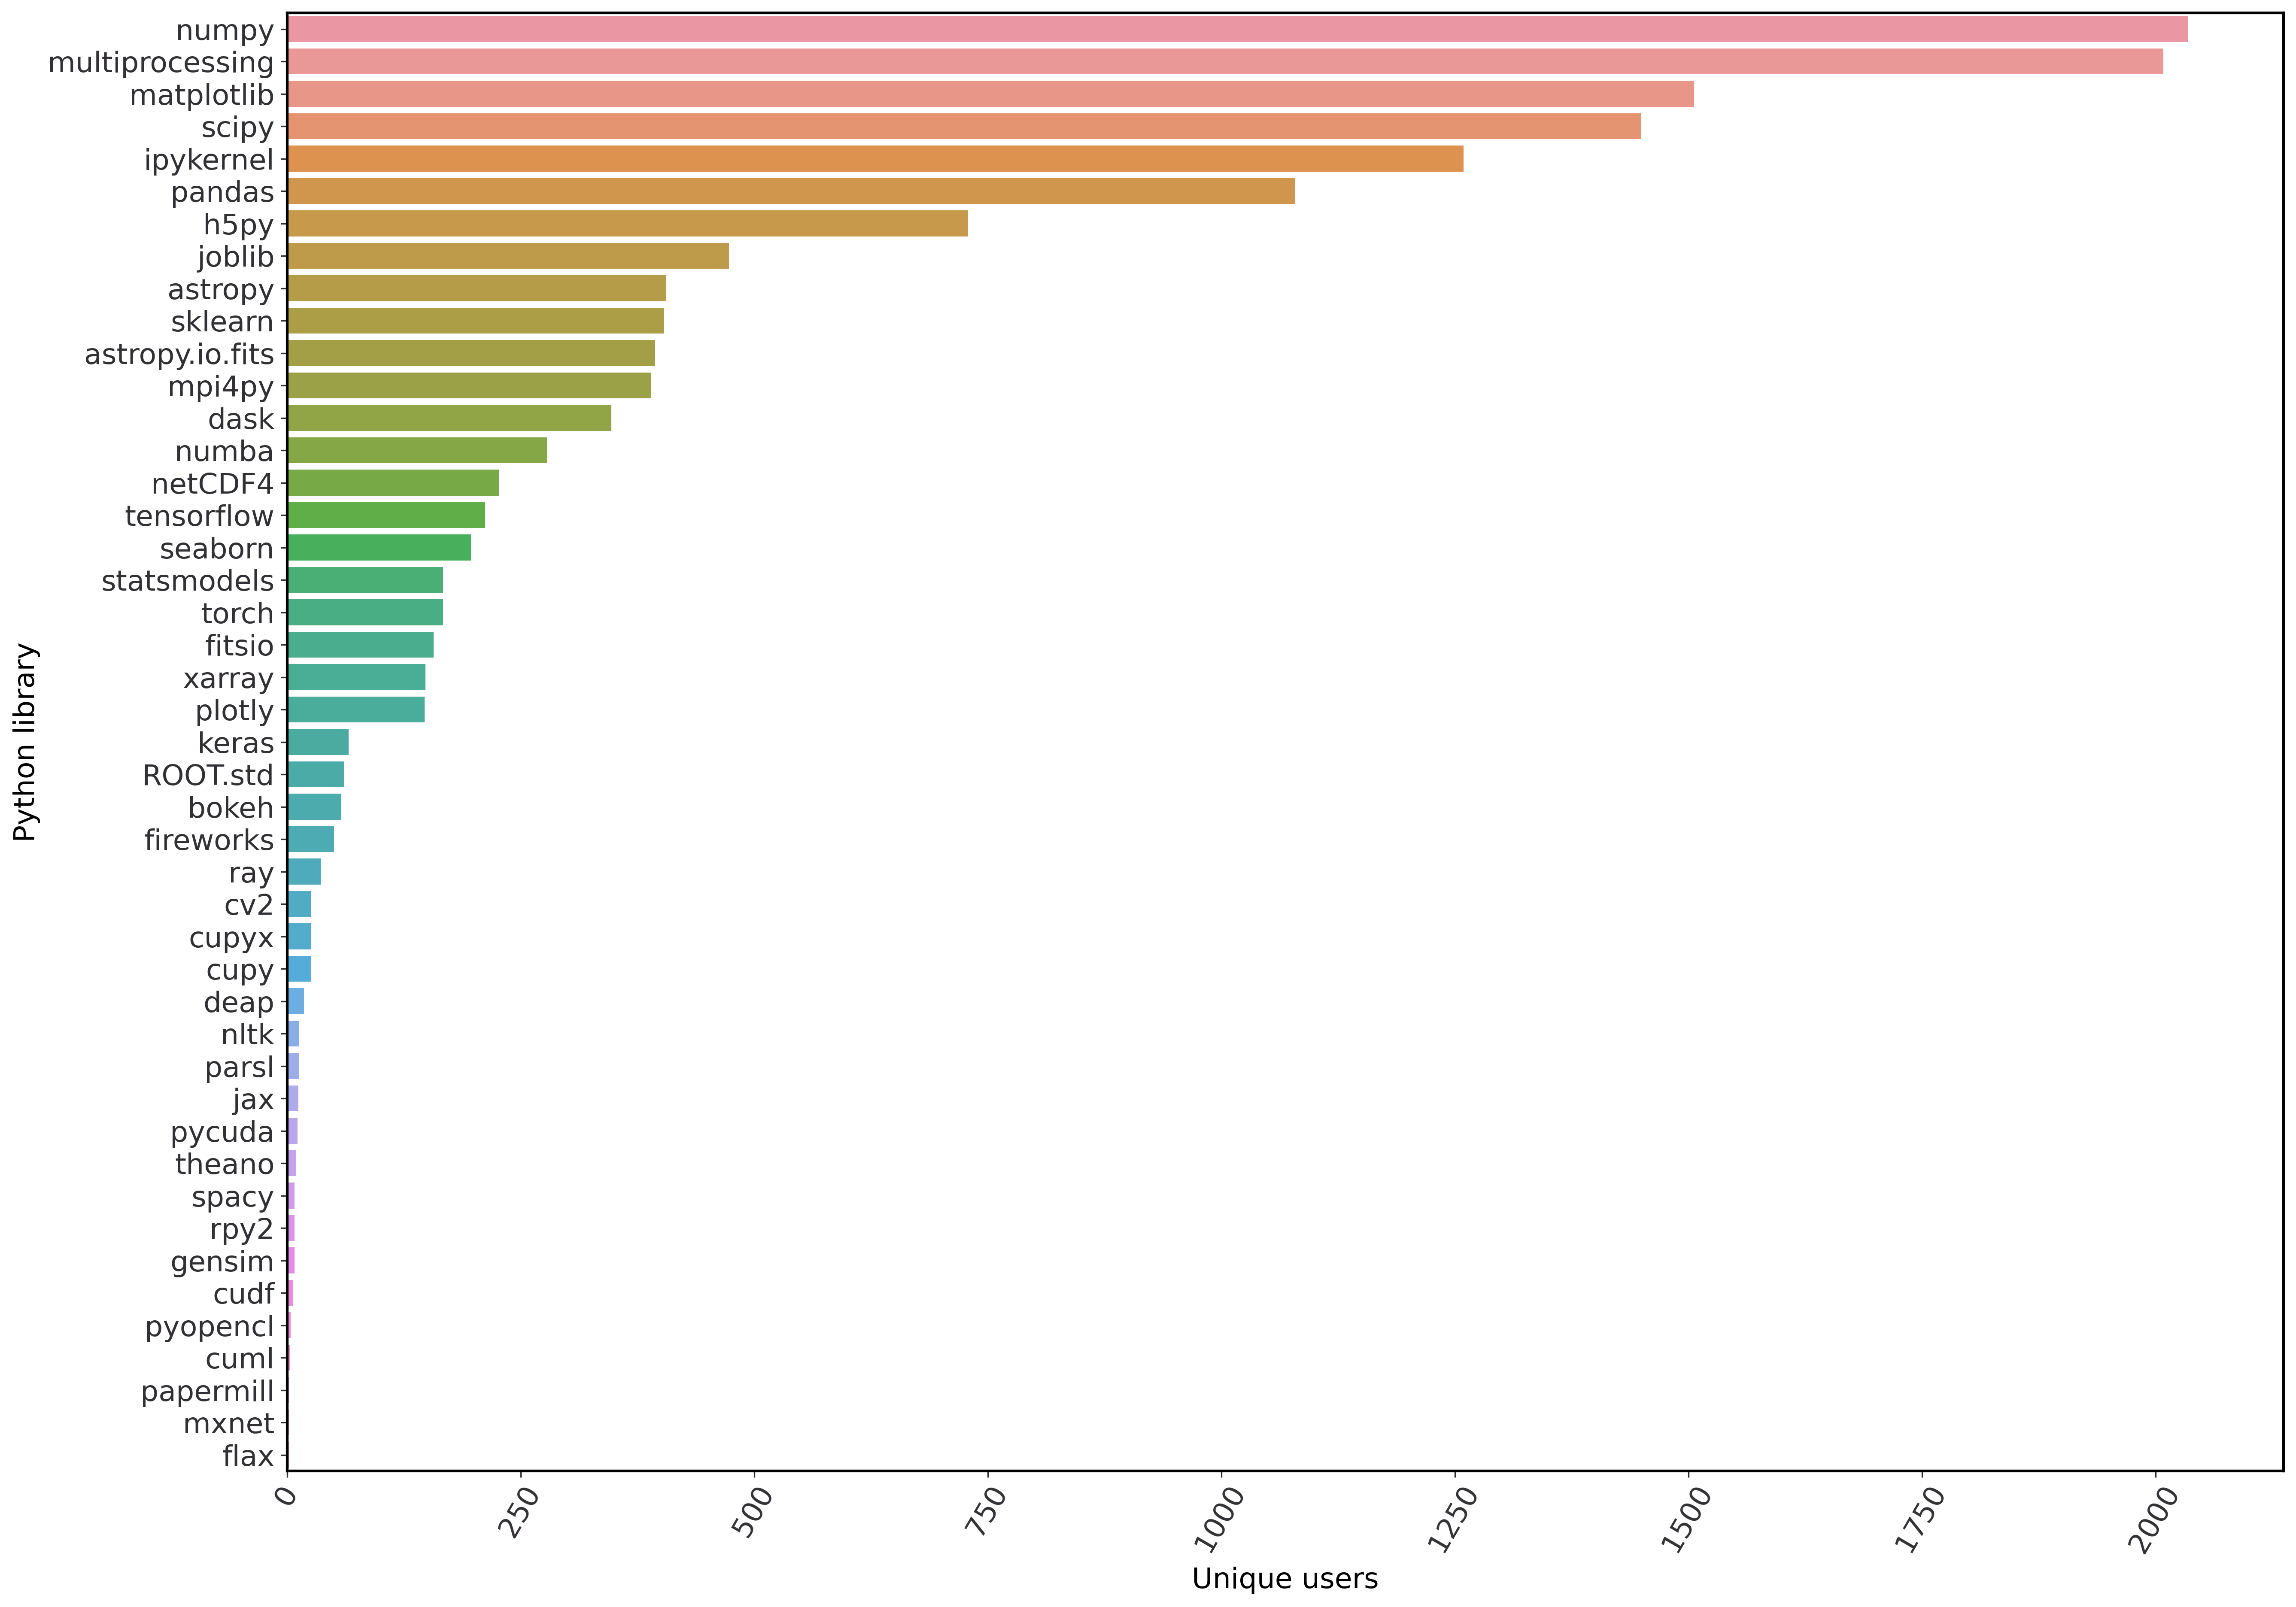 numpy
multiprocessing
matplotlib
scipy
ipykernel
pandas
h5py
joblib
astropy
sklearn
astropy.io.fits
mpi4py
dask
numba
netCDF4
tensorflow
seaborn
statsmodels
torch
fitsio
xarray
plotly
keras
ROOT.std
bokeh
fireworks
ray
cv2
cupyx
cupy
deap
nltk
parsl
jax
pycuda
theano
spacy
rpy2
gensim
cudf
pyopencl
cuml
papermill
mxnet
flax
Python library
0 250 500 750 1000 1250 1500 1750 2000
Unique users